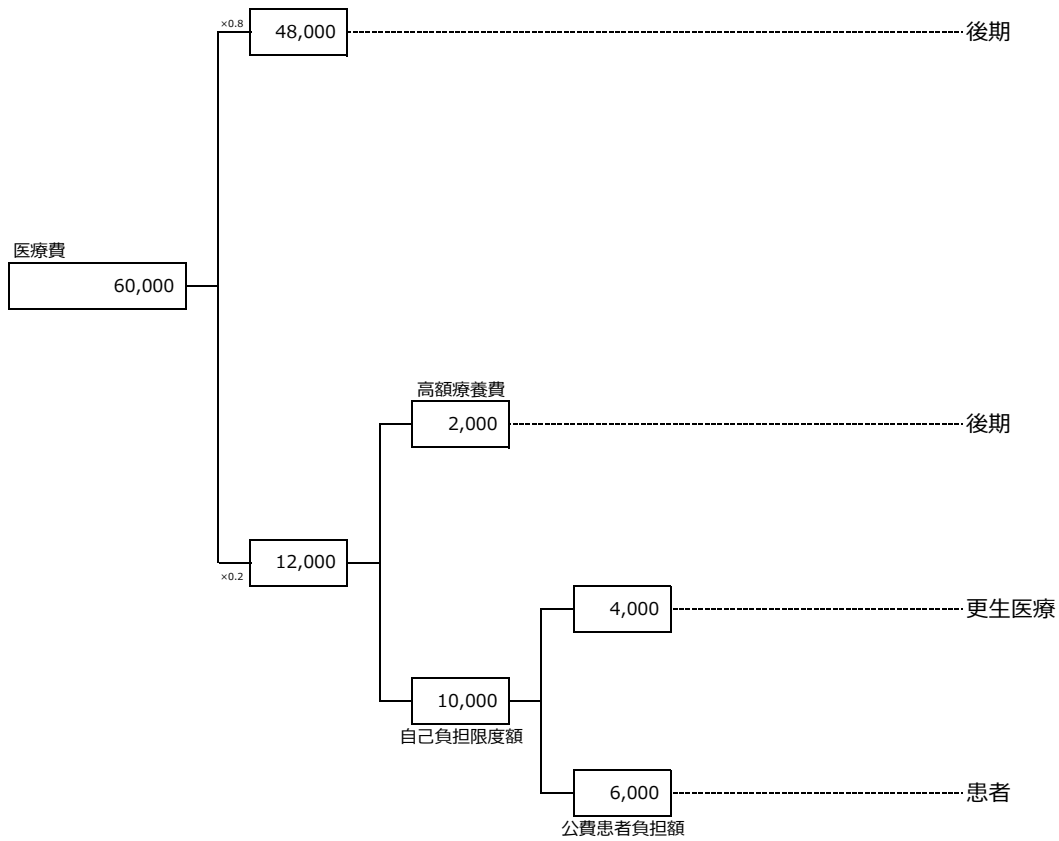 ×0.8
48,000
後期
医療費
60,000
高額療養費
2,000
後期
12,000
×0.2
4,000
更生医療
10,000
自己負担限度額
6,000
患者
公費患者負担額